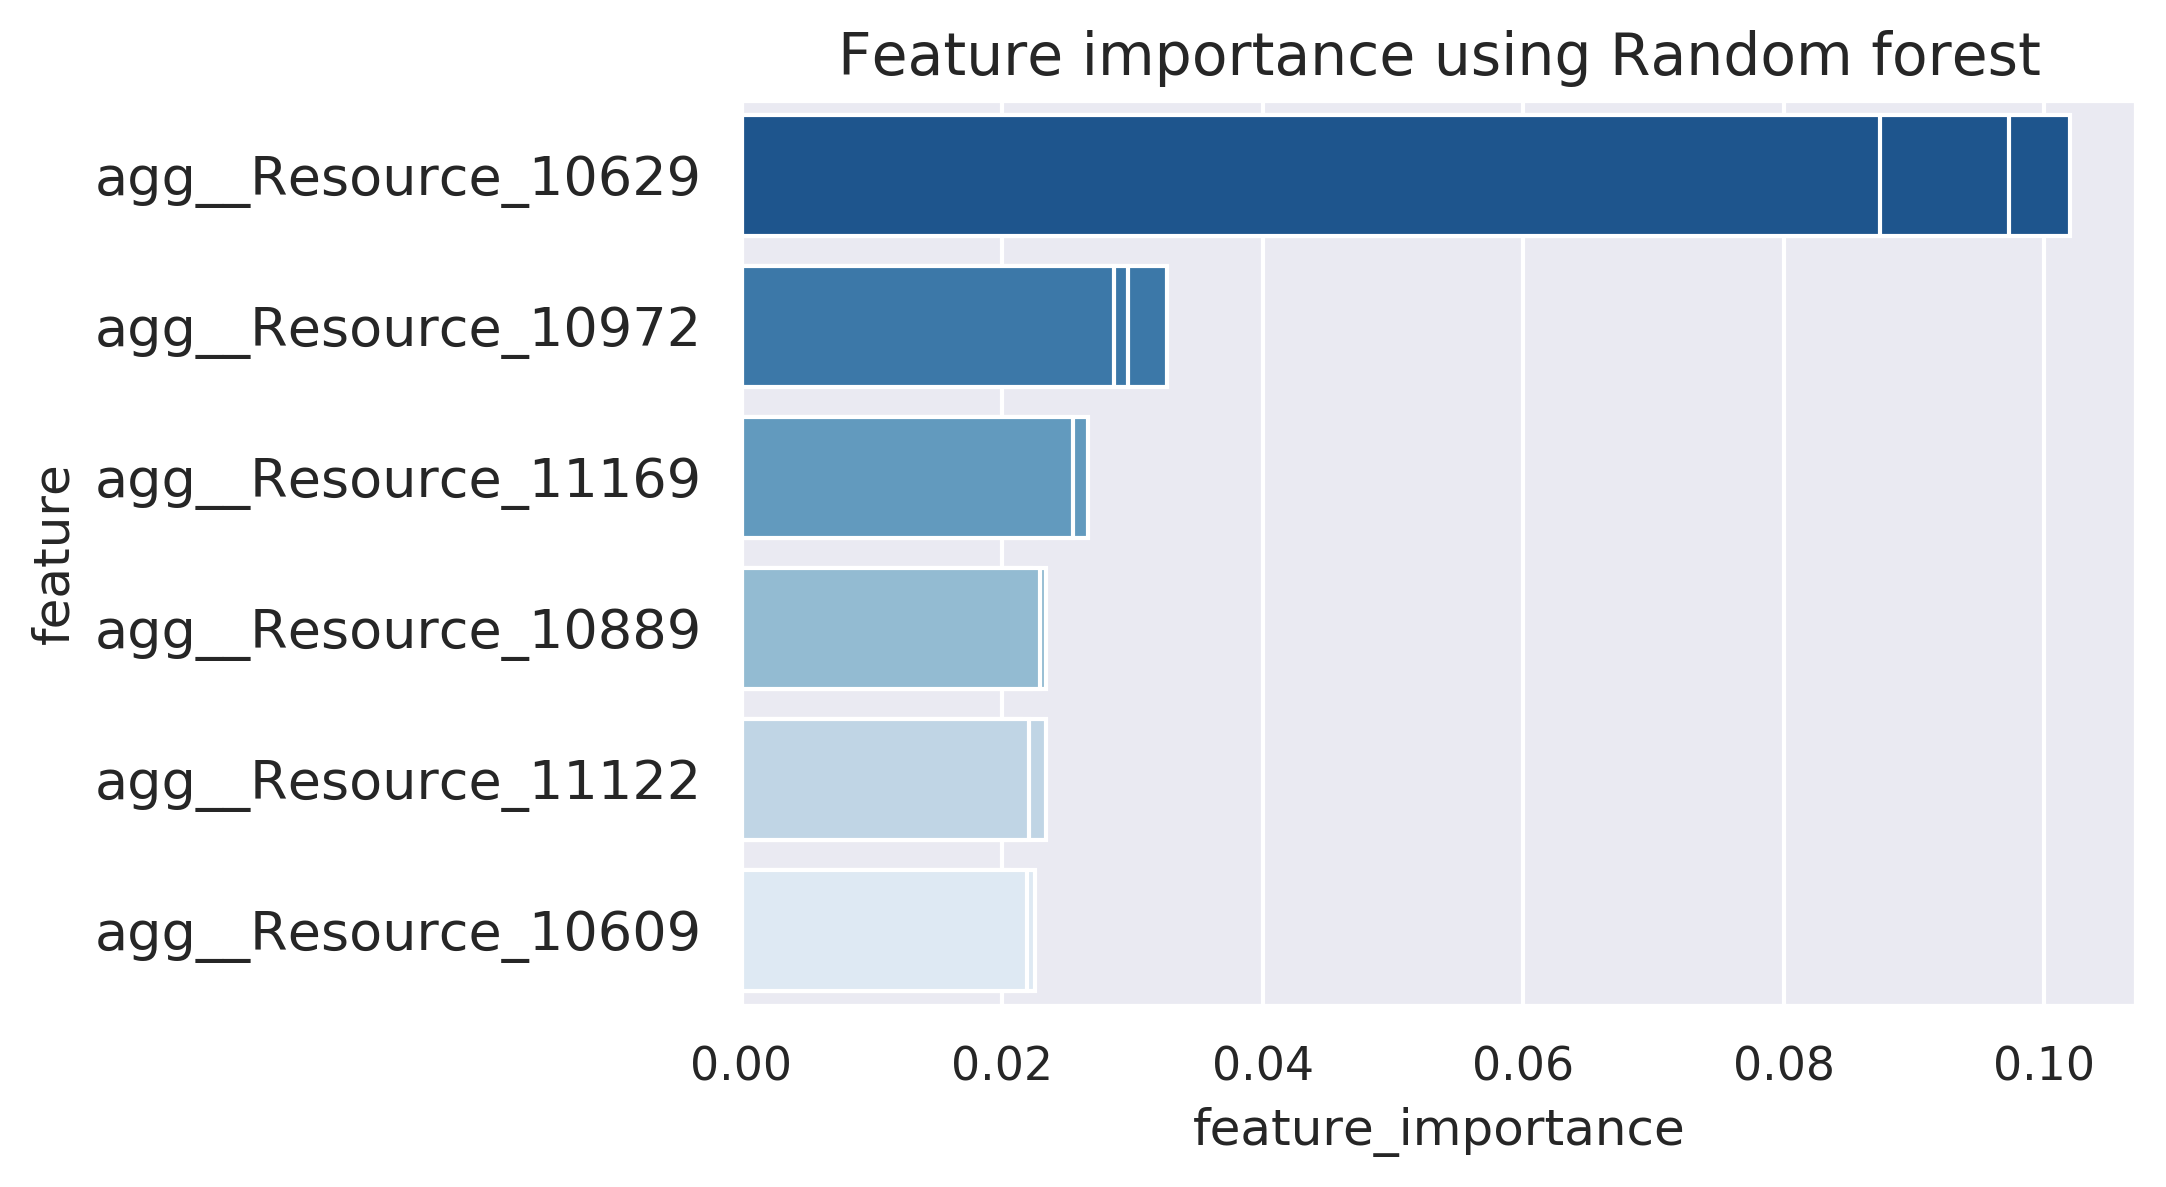 Feature importance using Random forest
feature
agg__Resource_10629
agg__Resource_10972
agg__Resource_11169
agg__Resource_10889
agg__Resource_11122
agg__Resource_10609
0.00 0.02 0.04 0.06 0.08 0.10
feature_importance